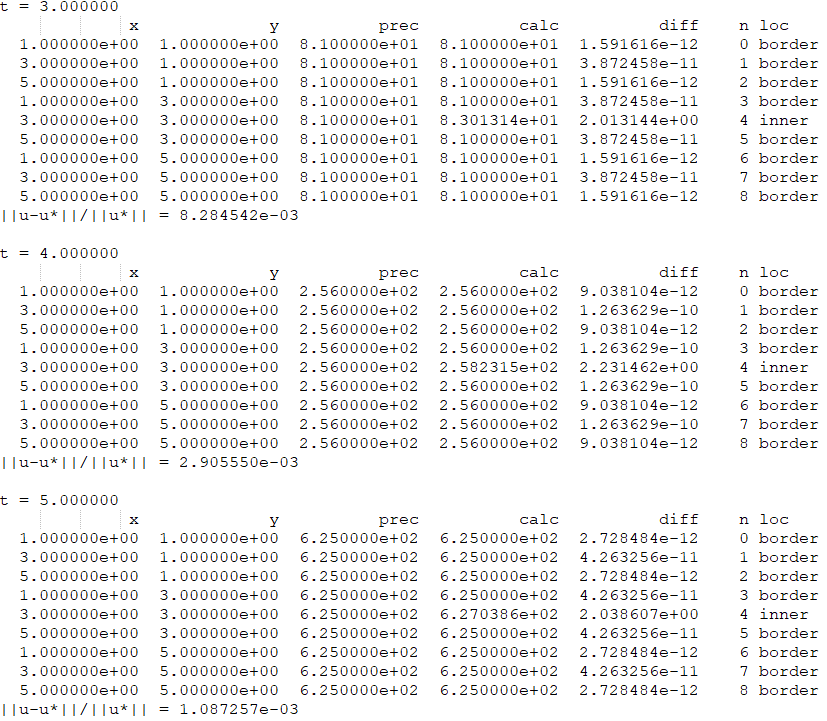 t = 3.000000
x y prec calc diff n loc
1.000000e+00 1.000000e+00 8.100000e+01 8.100000e+01 1.591616e-12 0 border
3.000000e+00 1.000000e+00 8.100000e+01 8.100000e+01 3.872458e-11 1 border
5.000000e+00 1.000000e+00 8.100000e+01 8.100000e+01 1.591616e-12 2 border
1.000000e+00 3.000000e+00 8.100000e+01 8.100000e+01 3.872458e-11 3 border
3.000000e+00 3.000000e+00 8.100000e+01 8.301314e+01 2.013144e+00 4 inner
5.000000e+00 3.000000e+00 8.100000e+01 8.100000e+01 3.872458e-11 5 border
1.000000e+00 5.000000e+00 8.100000e+01 8.100000e+01 1.591616e-12 6 border
3.000000e+00 5.000000e+00 8.100000e+01 8.100000e+01 3.872458e-11 7 border
5.000000e+00 5.000000e+00 8.100000e+01 8.100000e+01 1.591616e-12 8 border
||u-u*||/||u*|| = 8.284542e-03
t = 4.000000
x y prec calc diff n loc
1.000000e+00 1.000000e+00 2.560000e+02 2.560000e+02 9.038104e-12 0 border
3.000000e+00 1.000000e+00 2.560000e+02 2.560000e+02 1.263629e-10 1 border
5.000000e+00 1.000000e+00 2.560000e+02 2.560000e+02 9.038104e-12 2 border
1.000000e+00 3.000000e+00 2.560000e+02 2.560000e+02 1.263629e-10 3 border
3.000000e+00 3.000000e+00 2.560000e+02 2.582315e+02 2.231462e+00 4 inner
5.000000e+00 3.000000e+00 2.560000e+02 2.560000e+02 1.263629e-10 5 border
1.000000e+00 5.000000e+00 2.560000e+02 2.560000e+02 9.038104e-12 6 border
3.000000e+00 5.000000e+00 2.560000e+02 2.560000e+02 1.263629e-10 7 border
5.000000e+00 5.000000e+00 2.560000e+02 2.560000e+02 9.038104e-12 8 border
||u-u*||/||u*|| = 2.905550e-03
t = 5.000000
x y prec calc diff n loc
1.000000e+00 1.000000e+00 6.250000e+02 6.250000e+02 2.728484e-12 0 border
3.000000e+00 1.000000e+00 6.250000e+02 6.250000e+02 4.263256e-11 1 border
5.000000e+00 1.000000e+00 6.250000e+02 6.250000e+02 2.728484e-12 2 border
1.000000e+00 3.000000e+00 6.250000e+02 6.250000e+02 4.263256e-11 3 border
3.000000e+00 3.000000e+00 6.250000e+02 6.270386e+02 2.038607e+00 4 inner
5.000000e+00 3.000000e+00 6.250000e+02 6.250000e+02 4.263256e-11 5 border
1.000000e+00 5.000000e+00 6.250000e+02 6.250000e+02 2.728484e-12 6 border
3.000000e+00 5.000000e+00 6.250000e+02 6.250000e+02 4.263256e-11 7 border
5.000000e+00 5.000000e+00 6.250000e+02 6.250000e+02 2.728484e-12 8 border
||u-u*||/||u*|| = 1.087257e-03